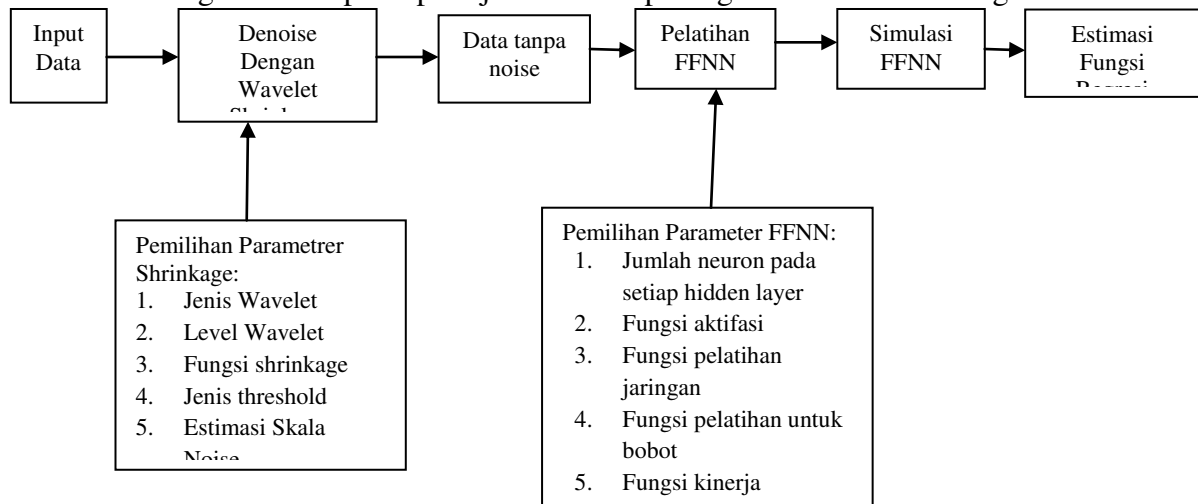 Input
Data
Denoise
Dengan
Wavelet
Data tanpa
noise
Pelatihan
FFNN
Simulasi
FFNN
Estimasi
Fungsi
Regresi
Pemilihan Parametrer
Shrinkage:
1. Jenis Wavelet
2. Level Wavelet
3. Fungsi shrinkage
4. Jenis threshold
5. Estimasi Skala
Noise
Pemilihan Parameter FFNN:
1. Jumlah neuron pada
setiap hidden layer
2. Fungsi aktifasi
3. Fungsi pelatihan
jaringan
4. Fungsi pelatihan untuk
bobot
5. Fungsi kinerja